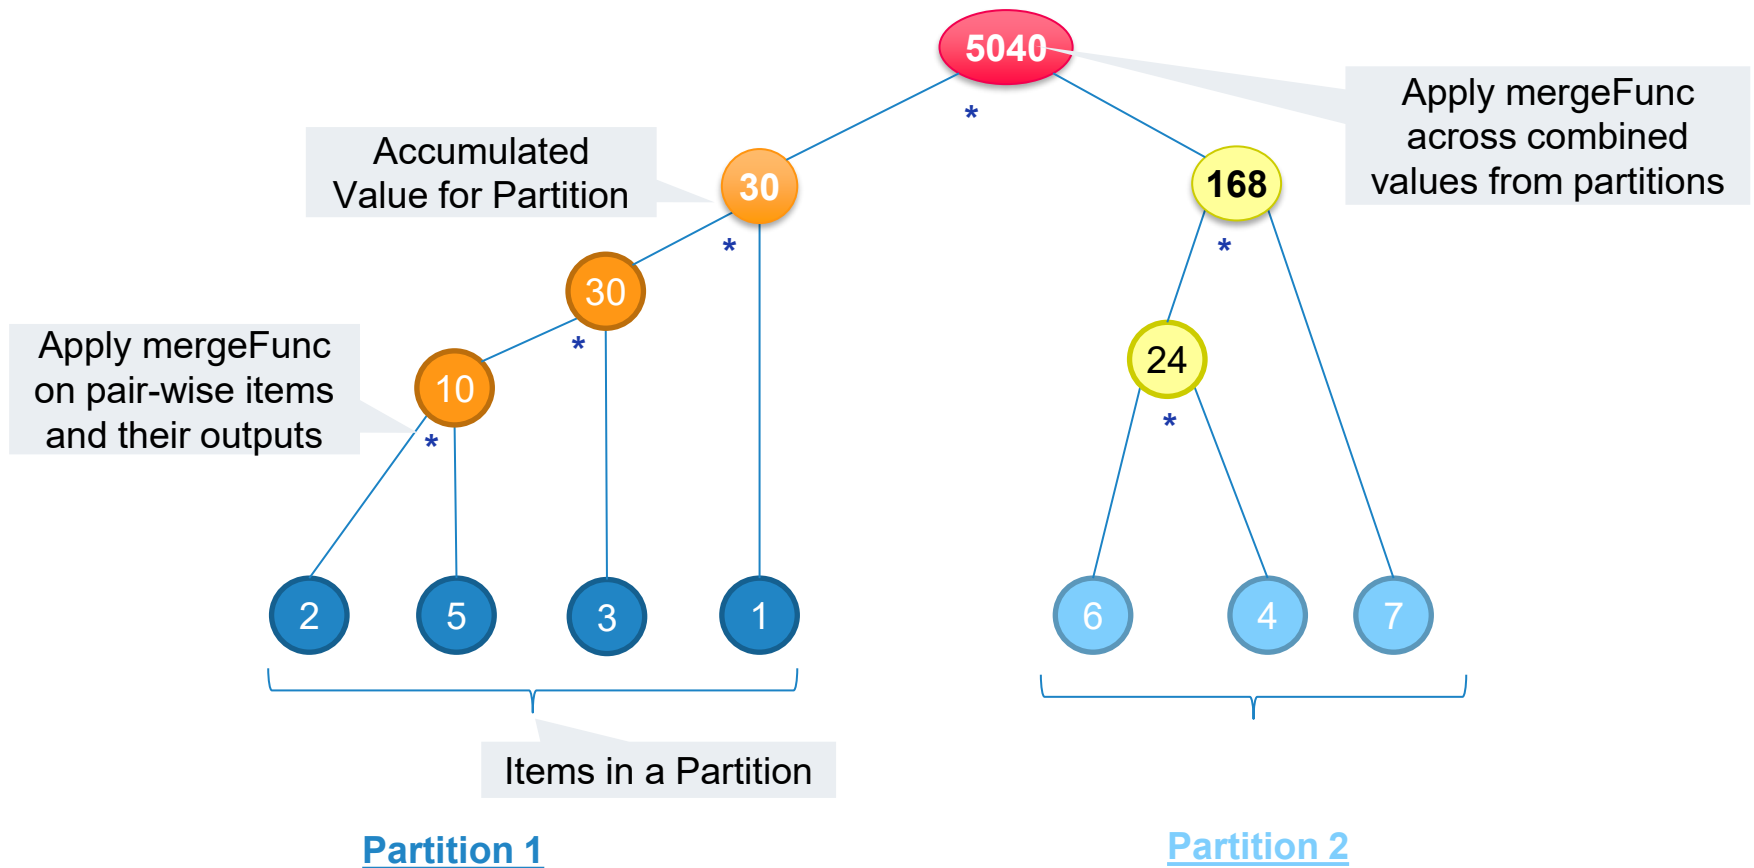 5040
*
Apply mergeFunc
across combined
values from partitions
Accumulated
Value for Partition
30
168
*
*
30
*
Apply mergeFunc
on pair-wise items
and their outputs
10
*
24
*
2
5
3
1
6
4
7
Items in a Partition
Partition 1
Partition 2